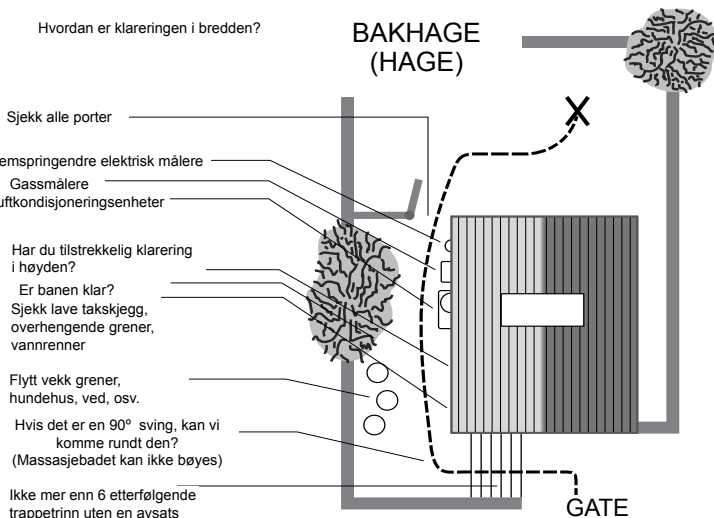 Hvordan er klareringen i bredden?
BAKHAGE
(HAGE)
Sjekk alle porter
emspringendre elektrisk målere
Gassmålere
uftkondisjoneringsenheter
Har du tilstrekkelig klarering
i høyden?
Er banen klar?
Sjekk lave takskjegg,
overhengende grener,
vannrenner
Flytt vekk grener,
hundehus, ved, osv.
Hvis det er en 90° sving, kan vi
komme rundt den?
(Massasjebadet kan ikke bøyes)
Ikke mer enn 6 etterfølgende
trappetrinn uten en avsats
GATE
X